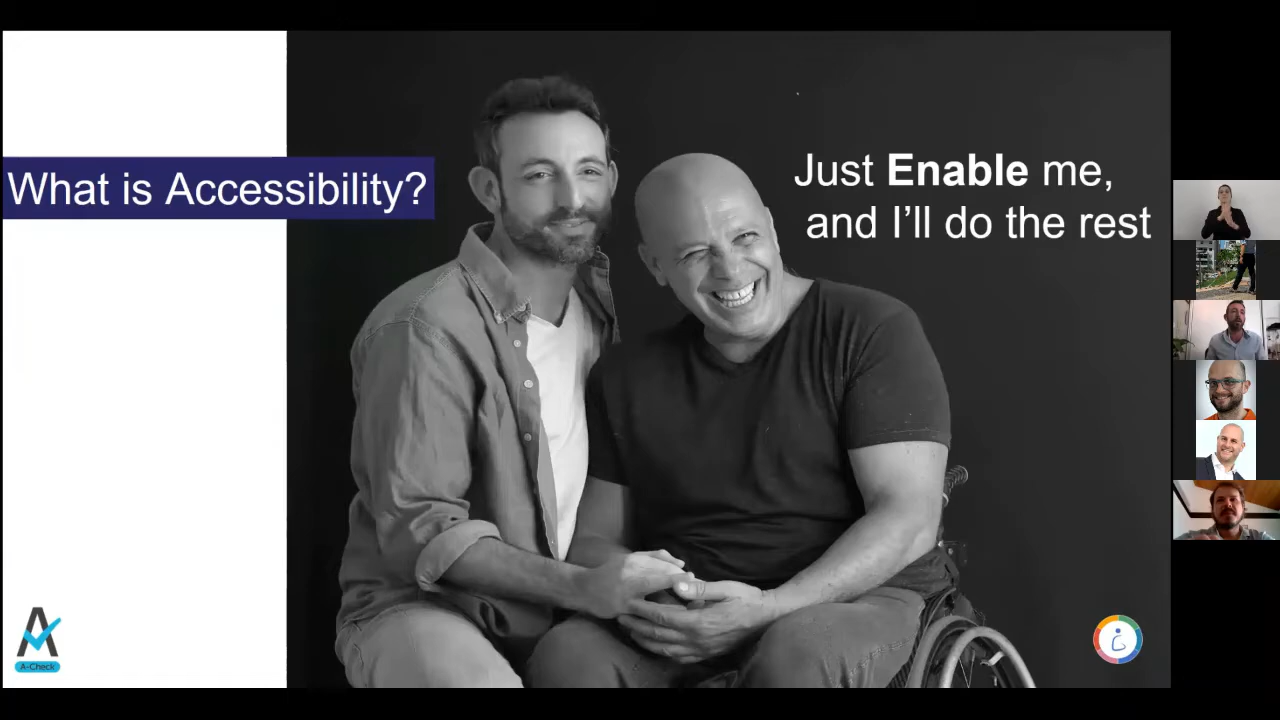 What is Accessibility?
Just Enable me,
and I'll do the rest
A-Check